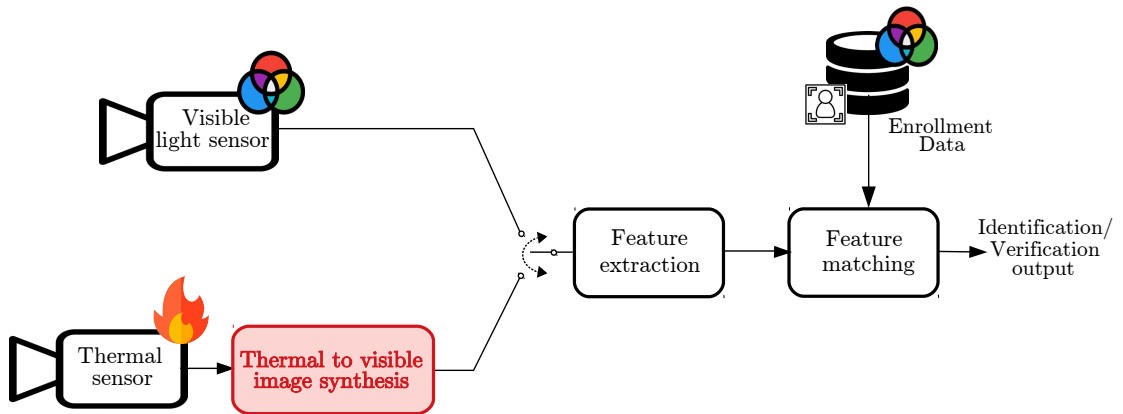 Visible
light sensor
Enrollment
Data
Feature
extraction
Feature
matching
Identification/
Verification
output
Thermal
sensor
Thermal to visible
image synthesis